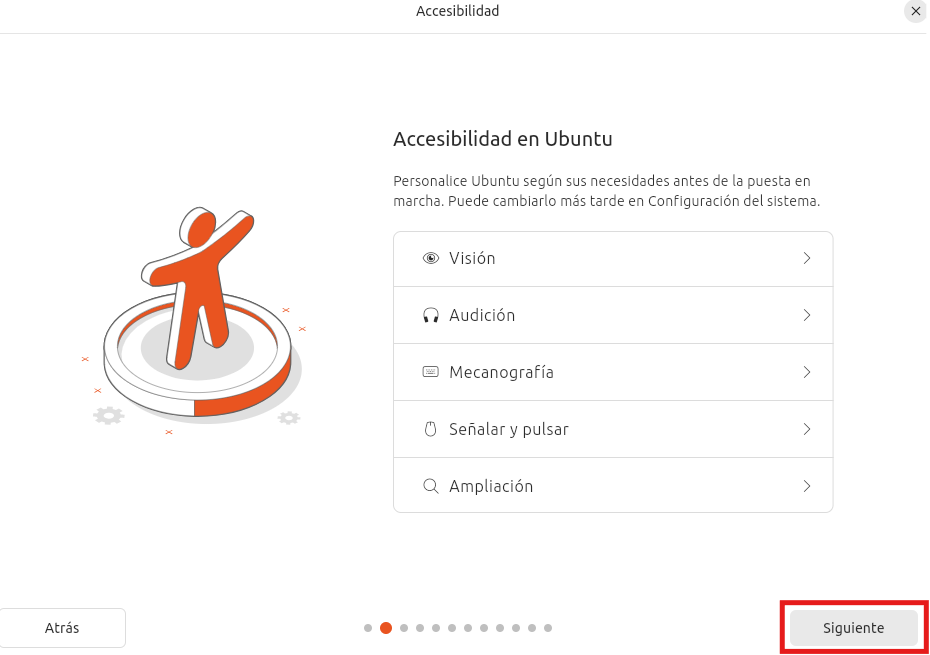 Accesibilidad
Accesibilidad en Ubuntu
Personalice Ubuntu según sus necesidades antes de la puesta en
marcha. Puede cambiarlo más tarde en Configuración del sistema.
Visión
Audición
Mecanografía
Señalar y pulsar
Ampliación
Atrás
Siguiente